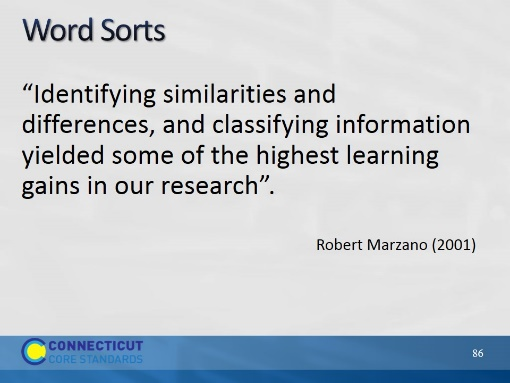 Word Sorts
“Identifying similarities and
differences, and classifying information
yielded some of the highest learning
gains in our research”.
Robert Marzano (2001)
CONNECTICUT
CORE STANDARDS
86